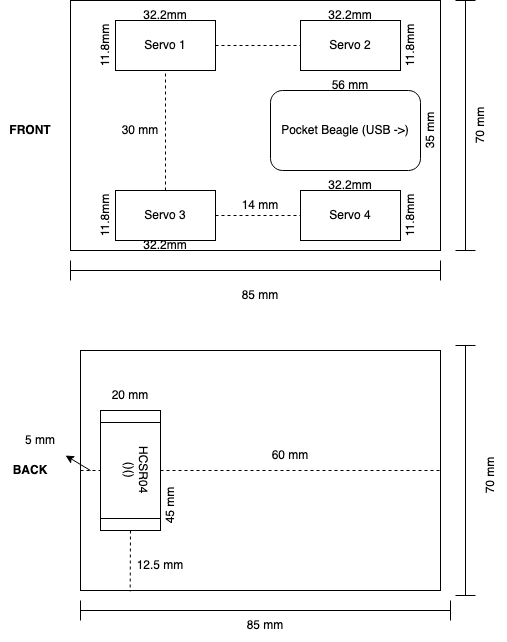 32.2mm
32.2mm
11.8mm
Servo 1
Servo 2
11.8mm
56 mm
FRONT
30 mm
Pocket Beagle (USB ->)
35 mm
70 mm
32.2mm
11.8mm
Servo 3
14 mm
Servo 4
11.8mm
32.2mm
85 mm
20 mm
5 mm
BACK
HCSR04
()()
60 mm
45 mm
70 mm
12.5 mm
85 mm